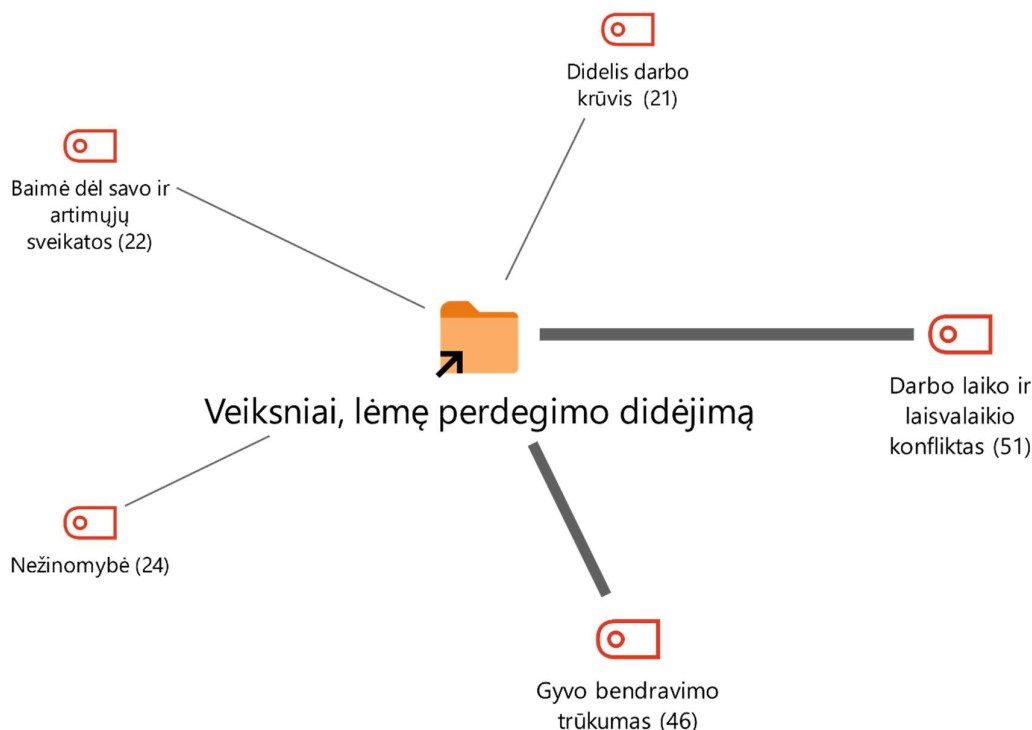 Didelis darbo
krūvis (21)
Baimė dėl savo ir
artimųjų
sveikatos (22)
Darbo laiko ir
laisvalaikio
konfliktas (51)
Veiksniai, lėmę perdegimo didėjimą
Nežinomybė (24)
Gyvo bendravimo
trūkumas (46)